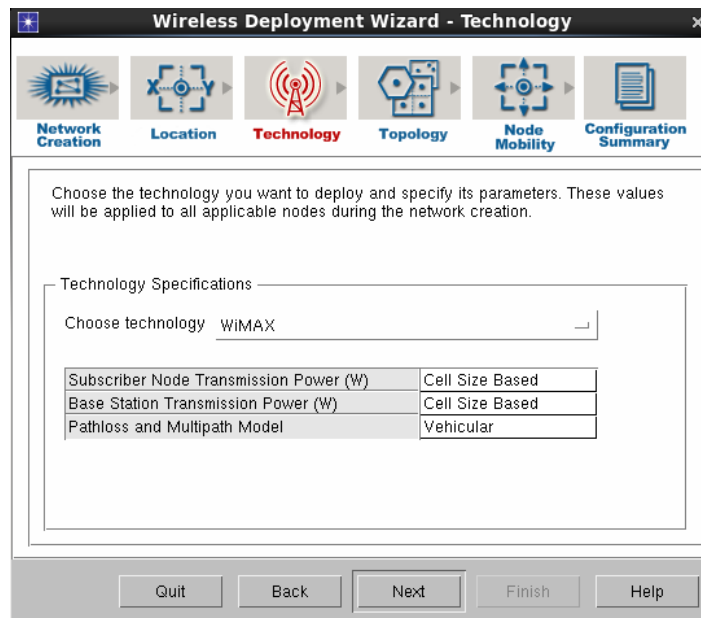 Wireless Deployment Wizard - Technology
X Y
Network Creation
Location
Technology
Topology
Node Mobility
Configuration Summary
Choose the technology you want to deploy and specify its parameters. These values
will be applied to all applicable nodes during the network creation.
Technology Specifications
Choose technology WiMAX
Subscriber Node Transmission Power (W) Cell Size Based
Base Station Transmission Power (W) Cell Size Based
Pathloss and Multipath Model Vehicular
Quit Back Next Finish Help